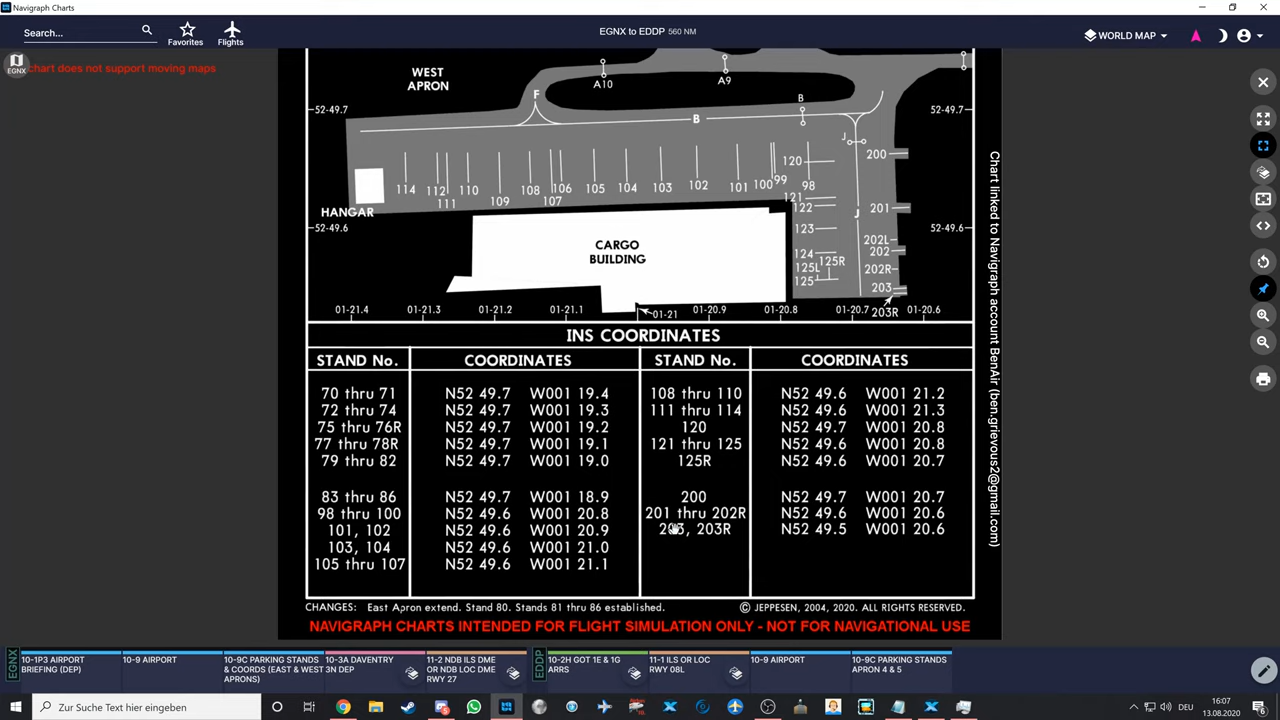 Navigraph Charts
Search...
Favorites
Flights
EGNX to EDDP 560 NM
WORLD MAP
EGNX
chart does not support moving maps
WEST
APRON
A10
A9
F
B
B
J
52-49.7
52-49.7
200
120
114
112
111
110
109
108
107
106
105
104
103
102
101
100
99
98
121
122
201
J
HANGAR
52-49.6
52-49.6
123
202L
CARGO
BUILDING
124
202
125L
125R
202R
125
203
203R
01-21.4
01-21.3
01-21.2
01-21.1
01-21
01-20.9
01-20.8
01-20.7
01-20.6
INS COORDINATES
STAND No. COORDINATES STAND No. COORDINATES
70 thru 71 N52 49.7 W001 19.4 108 thru 110 N52 49.6 W001 21.2
72 thru 74 N52 49.7 W001 19.3 111 thru 114 N52 49.6 W001 21.3
75 thru 76R N52 49.7 W001 19.2 120 N52 49.7 W001 20.8
77 thru 78R N52 49.7 W001 19.1 121 thru 125 N52 49.6 W001 20.8
79 thru 82 N52 49.7 W001 19.0 125R N52 49.6 W001 20.7
83 thru 86 N52 49.7 W001 18.9 200 N52 49.7 W001 20.7
98 thru 100 N52 49.6 W001 20.8 201 thru 202R N52 49.6 W001 20.6
101, 102 N52 49.6 W001 20.9 203, 203R N52 49.5 W001 20.6
103, 104 N52 49.6 W001 21.0
105 thru 107 N52 49.6 W001 21.1
CHANGES: East Apron extend. Stand 80. Stands 81 thru 86 established.
© JEPPESEN, 2004, 2020. ALL RIGHTS RESERVED.
NAVIGRAPH CHARTS INTENDED FOR FLIGHT SIMULATION ONLY - NOT FOR NAVIGATIONAL USE
Chart linked to Navigraph account BenAir (ben.grievous2@gmail.com)
EGNX
10-1P3 AIRPORT
BRIEFING (DEP)
10-9 AIRPORT
10-9C PARKING STANDS
& COORDS (EAST & WEST
APRONS)
10-3A DAVENTRY
3N DEP
11-2 NDB ILS DME
OR NDB LOC DME
RWY 27
EDDP
10-2H GOT 1E & 1G
ARRS
11-1 ILS OR LOC
RWY 08L
10-9 AIRPORT
10-9C PARKING STANDS
APRON 4 & 5
Zur Suche Text hier eingeben
DEU
16:07
13.08.2020
6